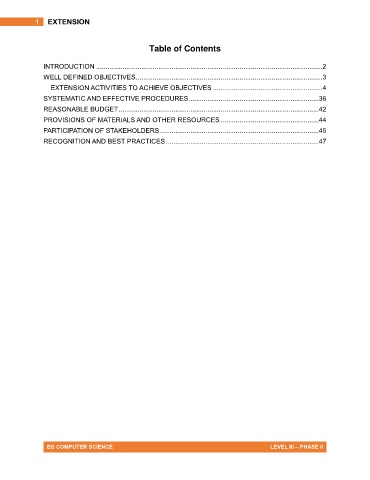 1 EXTENSION
Table of Contents
INTRODUCTION ........................................................................................................................2
WELL DEFINED OBJECTIVES...................................................................................................3
EXTENSION ACTIVITIES TO ACHIEVE OBJECTIVES ..........................................................4
SYSTEMATIC AND EFFECTIVE PROCEDURES.....................................................................36
REASONABLE BUDGET..........................................................................................................42
PROVISIONS OF MATERIALS AND OTHER RESOURCES....................................................44
PARTICIPATION OF STAKEHOLDERS....................................................................................45
RECOGNITION AND BEST PRACTICES.................................................................................47
BS COMPUTER SCIENCE LEVEL III – PHASE II